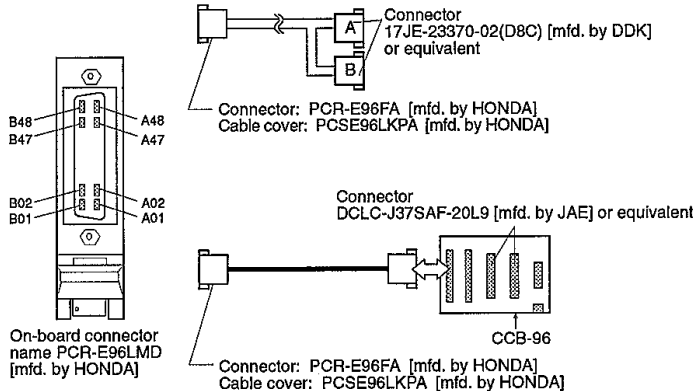 Connector
17JE-23370-02(D8C) [mfd. by DDK]
or equivalent
A
B
Connector: PCR-E96FA [mfd. by HONDA]
Cable cover: PCSE96LKPA [mfd. by HONDA]
B48
A48
B47
A47
B02
A02
B01
A01
On-board connector
name PCR-E96LMD
[mfd. by HONDA]
Connector
DCLC-J37SAF-20L9 [mfd. by JAE] or equivalent
CCB-96
Connector: PCR-E96FA [mfd. by HONDA]
Cable cover: PCSE96LKPA [mfd. by HONDA]